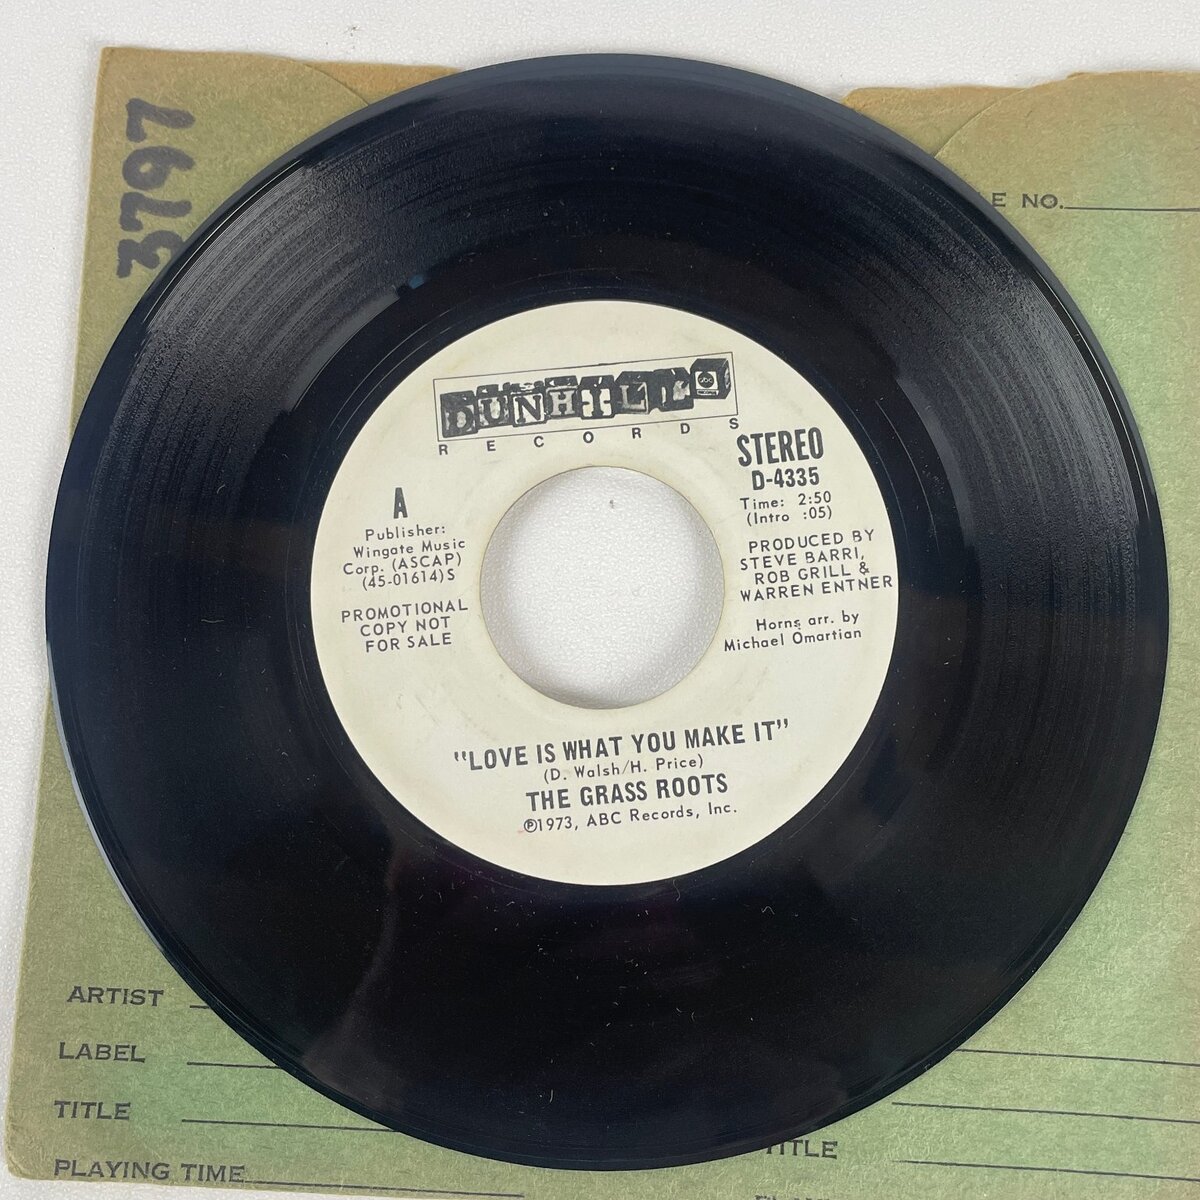 3797
E NO.
DUNHILL
abc
RECORDS
STEREO
D-4335
Time: 2:50
(Intro :05)
A
Publisher:
Wingate Music
Corp. (ASCAP)
(45-01614)S
PROMOTIONAL
COPY NOT
FOR SALE
PRODUCED BY
STEVE BARRI,
ROB GRILL &
WARREN ENTNER
Horns arr. by
Michael Omartian
"LOVE IS WHAT YOU MAKE IT"
(D. Walsh/H. Price)
THE GRASS ROOTS
℗1973, ABC Records, Inc.
ARTIST
LABEL
TITLE
TITLE
PLAYING TIME